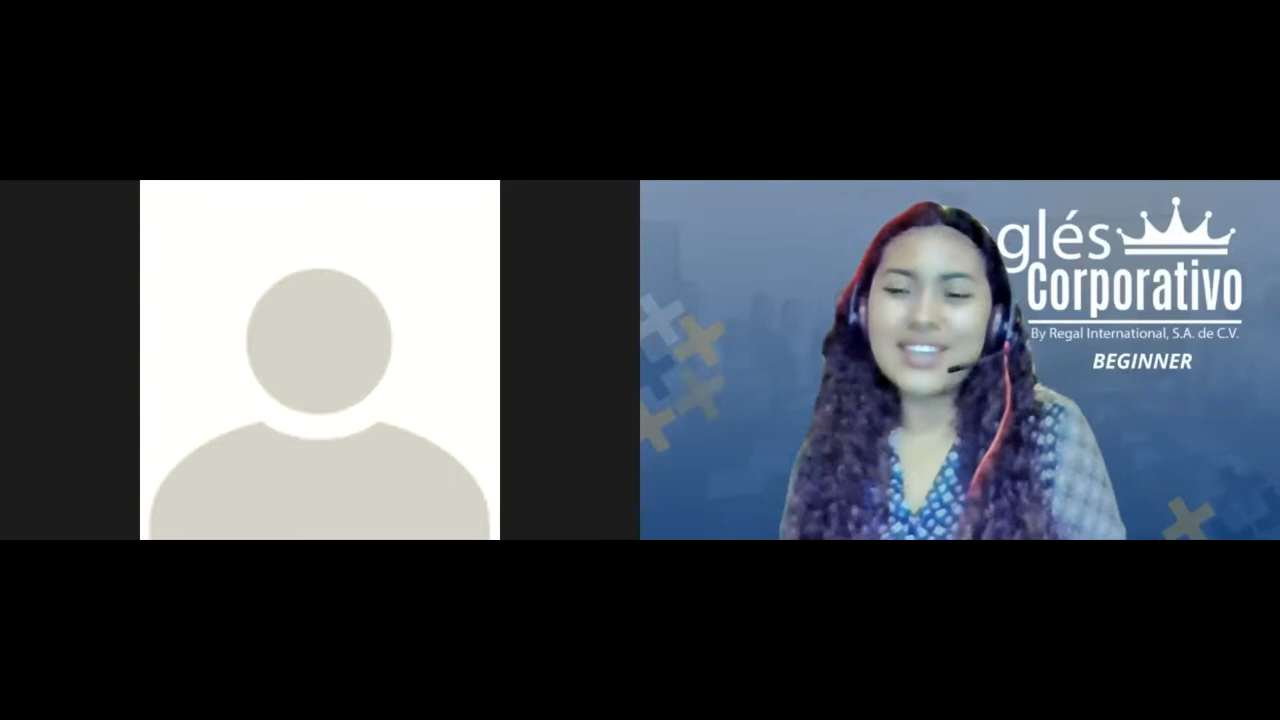 glés
Corporativo
By Regal International, S.A. de C.V.
BEGINNER